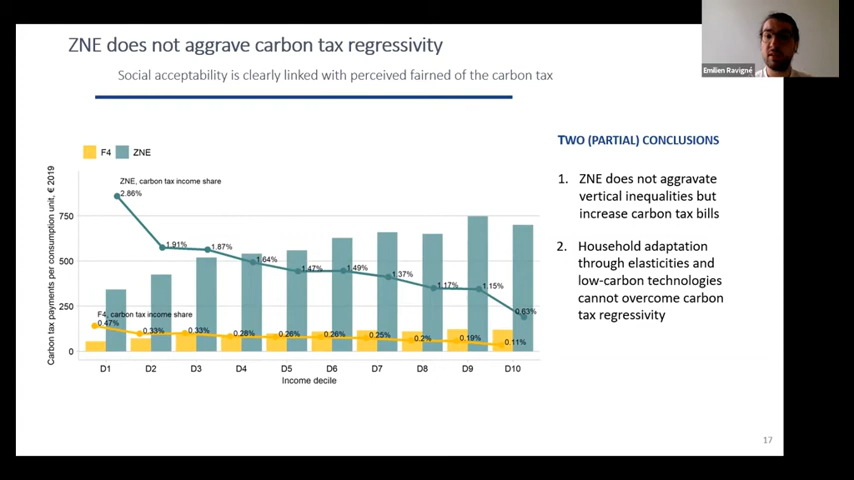 ZNE does not aggrave carbon tax regressivity
Social acceptability is clearly linked with perceived fairned of the carbon tax
Emilien Ravigné
F4 ZNE
Carbon tax payments per consumption unit, € 2019
750
500
250
0
ZNE, carbon tax income share
2.86%
1.91%
1.87%
1.64%
1.47%
1.49%
1.37%
1.17%
1.15%
0.63%
F4, carbon tax income share
0.47%
0.33%
0.33%
0.28%
0.26%
0.26%
0.25%
0.2%
0.19%
0.11%
D1 D2 D3 D4 D5 D6 D7 D8 D9 D10
Income decile
TWO (PARTIAL) CONCLUSIONS
1. ZNE does not aggravate
vertical inequalities but
increase carbon tax bills
2. Household adaptation
through elasticities and
low-carbon technologies
cannot overcome carbon
tax regressivity
17